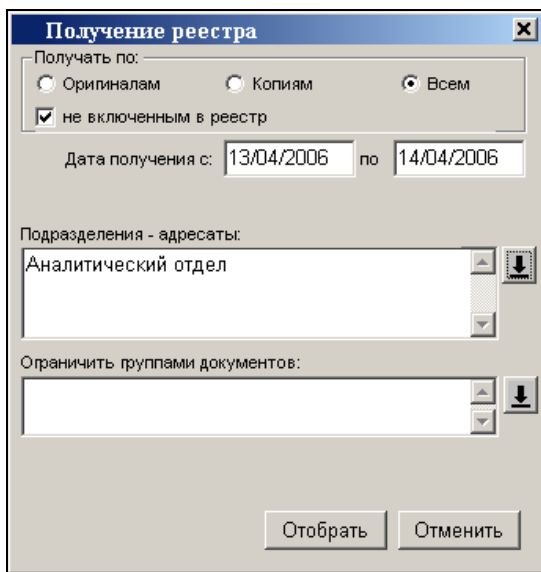 Получение реестра
Получать по:
Оригиналам Копиям Всем
не включенным в реестр
Дата получения с: 13/04/2006 по 14/04/2006
Подразделения - адресаты:
Аналитический отдел
Ограничить группами документов:
Отобрать Отменить